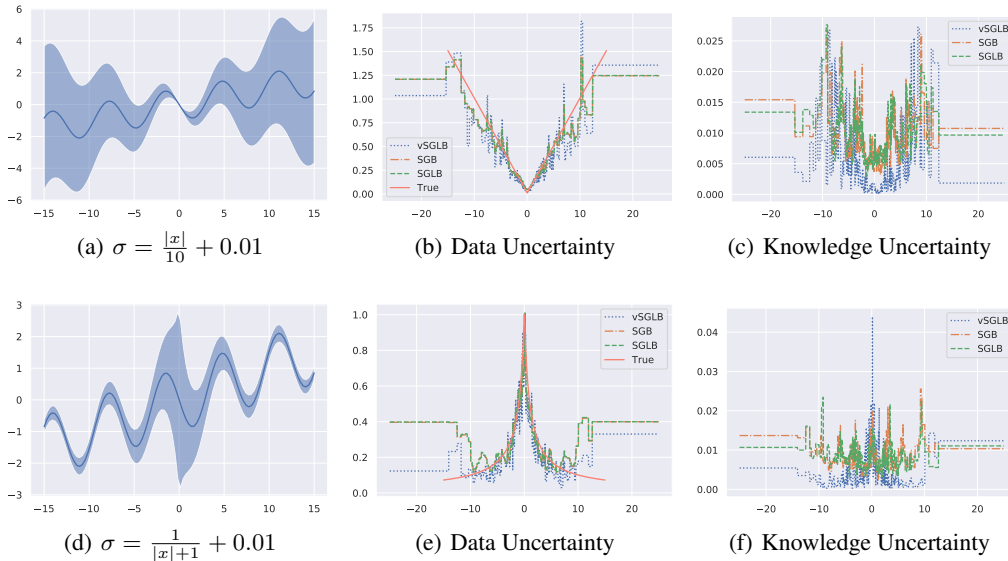 6
4
2
0
−2
−4
−6
−15 −10 −5 0 5 10 15
(a) σ = |x|/10 + 0.01
1.75
1.50
1.25
1.00
0.75
0.50
0.25
0.00
vSGLB
SGB
SGLB
True
−20 −10 0 10 20
(b) Data Uncertainty
0.025
0.020
0.015
0.010
0.005
0.000
vSGLB
SGB
SGLB
−20 −10 0 10 20
(c) Knowledge Uncertainty
3
2
1
0
−1
−2
−3
−15 −10 −5 0 5 10 15
(d) σ = 1/(|x|+1) + 0.01
1.0
0.8
0.6
0.4
0.2
0.0
vSGLB
SGB
SGLB
True
−20 −10 0 10 20
(e) Data Uncertainty
0.04
0.03
0.02
0.01
0.00
vSGLB
SGB
SGLB
−20 −10 0 10 20
(f) Knowledge Uncertainty